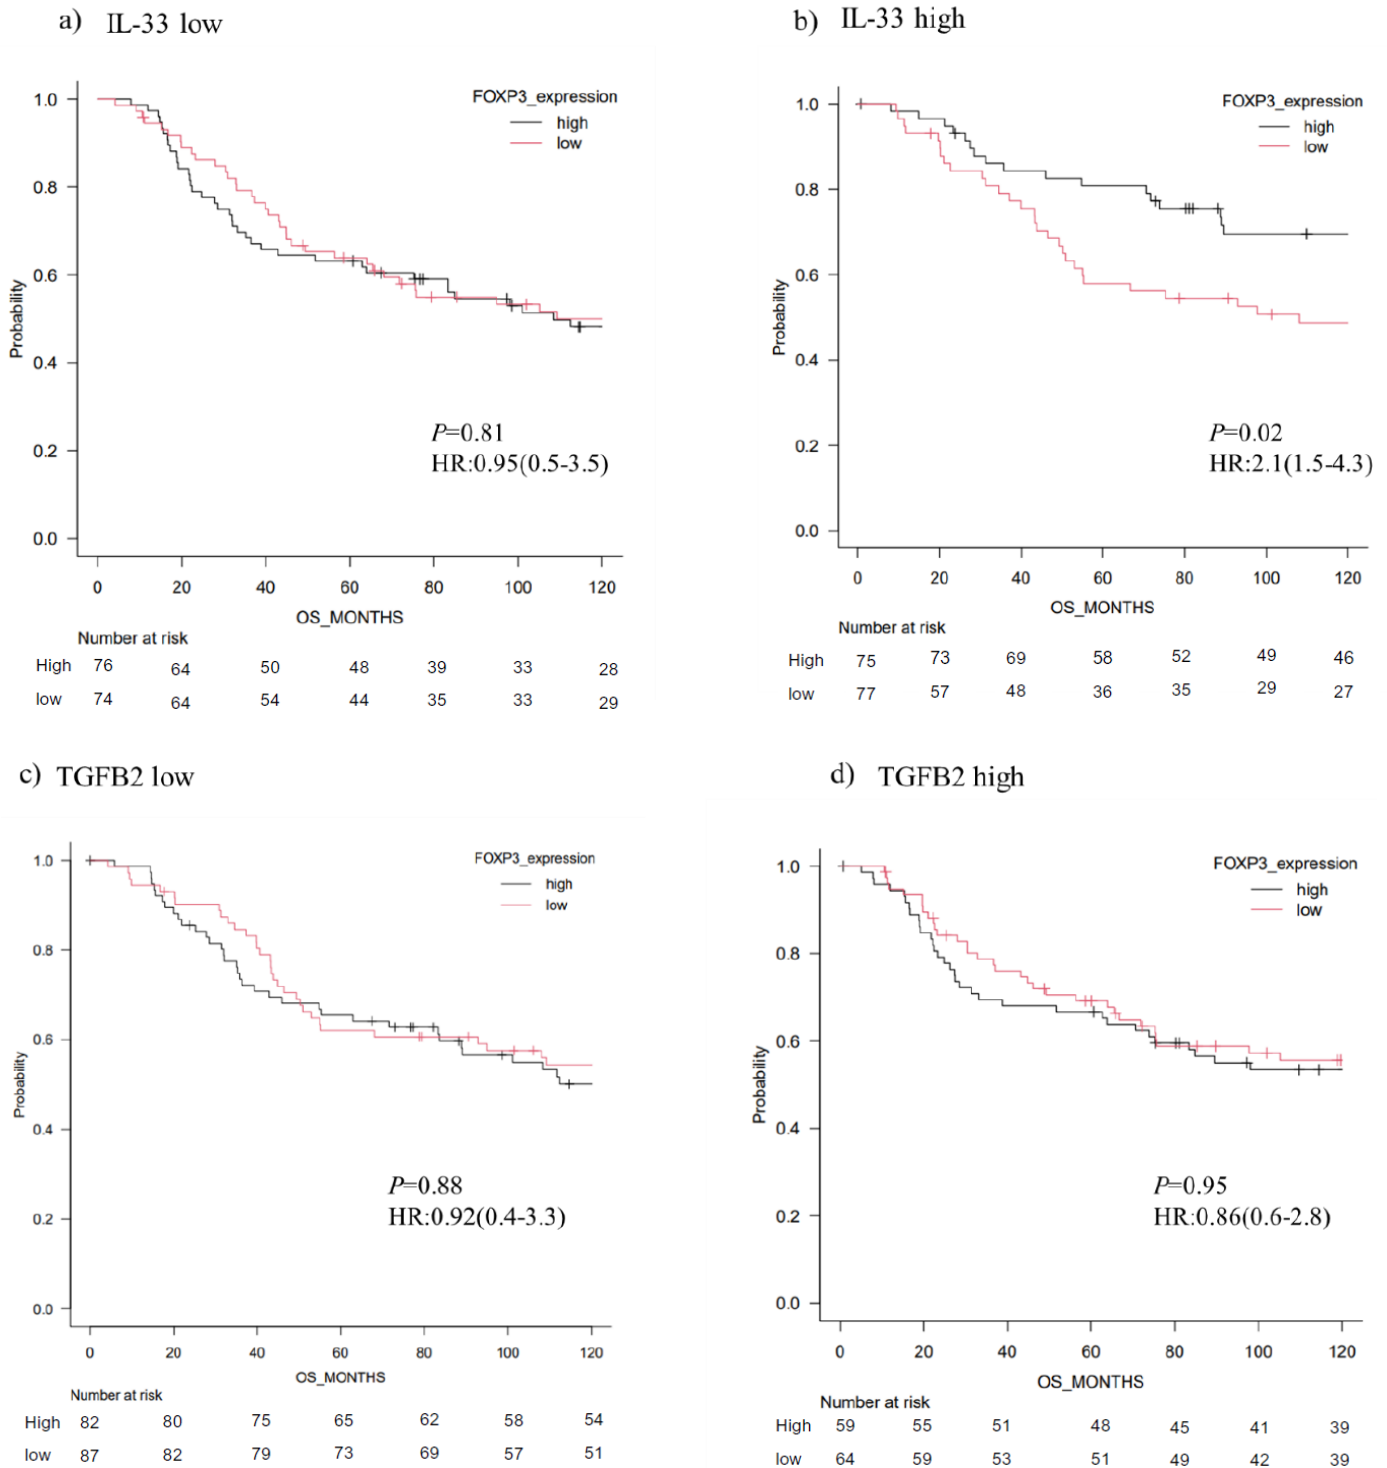 a) IL-33 low
FOXP3_expression
high
low
1.0
0.8
0.6
0.4
0.2
0.0
Probability
P=0.81
HR:0.95(0.5-3.5)
0 20 40 60 80 100 120
OS_MONTHS
Number at risk
High 76 64 50 48 39 33 28
low 74 64 54 44 35 33 29
b) IL-33 high
FOXP3_expression
high
low
1.0
0.8
0.6
0.4
0.2
0.0
Probability
P=0.02
HR:2.1(1.5-4.3)
0 20 40 60 80 100 120
OS_MONTHS
Number at risk
High 75 73 69 58 52 49 46
low 77 57 48 36 35 29 27
c) TGFB2 low
FOXP3_expression
high
low
1.0
0.8
0.6
0.4
0.2
0.0
Probability
P=0.88
HR:0.92(0.4-3.3)
0 20 40 60 80 100 120
OS_MONTHS
Number at risk
High 82 80 75 65 62 58 54
low 87 82 79 73 69 57 51
d) TGFB2 high
FOXP3_expression
high
low
1.0
0.8
0.6
0.4
0.2
0.0
Probability
P=0.95
HR:0.86(0.6-2.8)
0 20 40 60 80 100 120
OS_MONTHS
Number at risk
High 59 55 51 48 45 41 39
low 64 59 53 51 49 42 39